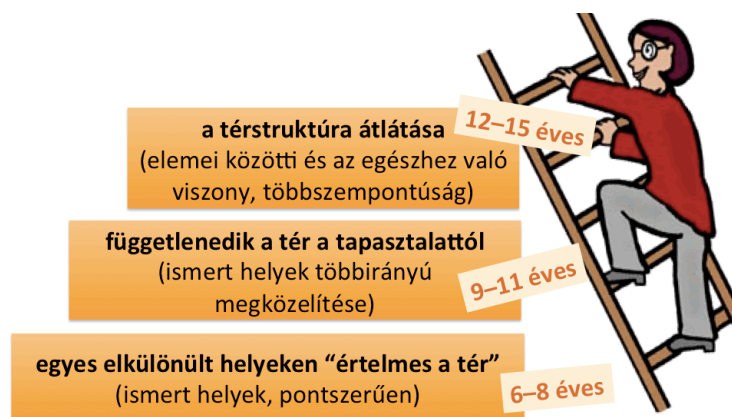 a térstruktúra átlátása
(elemei közötti és az egészhez való
viszony, többszempontúság)
12–15 éves
függetlenedik a tér a tapasztalattól
(ismert helyek többirányú
megközelítése)
9–11 éves
egyes elkülönült helyeken “értelmes a tér”
(ismert helyek, pontszerűen)
6–8 éves